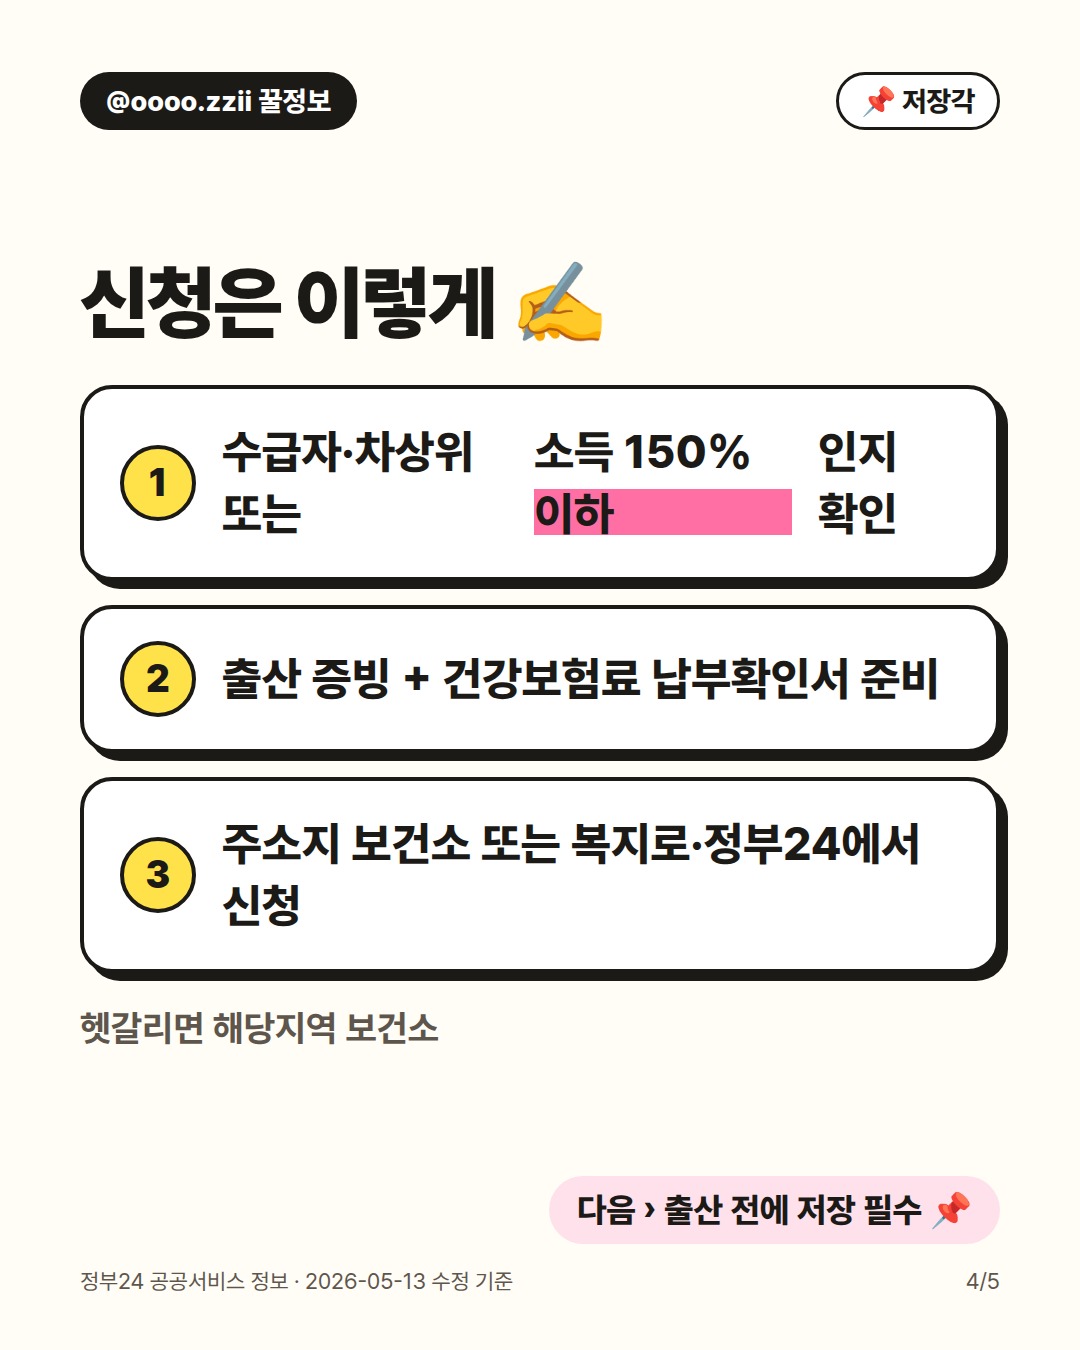 @oooo.zzii 꿀정보
📌 저장각
신청은 이렇게 ✍️
1
수급자·차상위 또는
소득 150% 이하
인지 확인
2
출산 증빙 + 건강보험료 납부확인서 준비
3
주소지 보건소 또는 복지로·정부24에서
신청
헷갈리면 해당지역 보건소
다음 › 출산 전에 저장 필수 📌
정부24 공공서비스 정보 · 2026-05-13 수정 기준
4/5